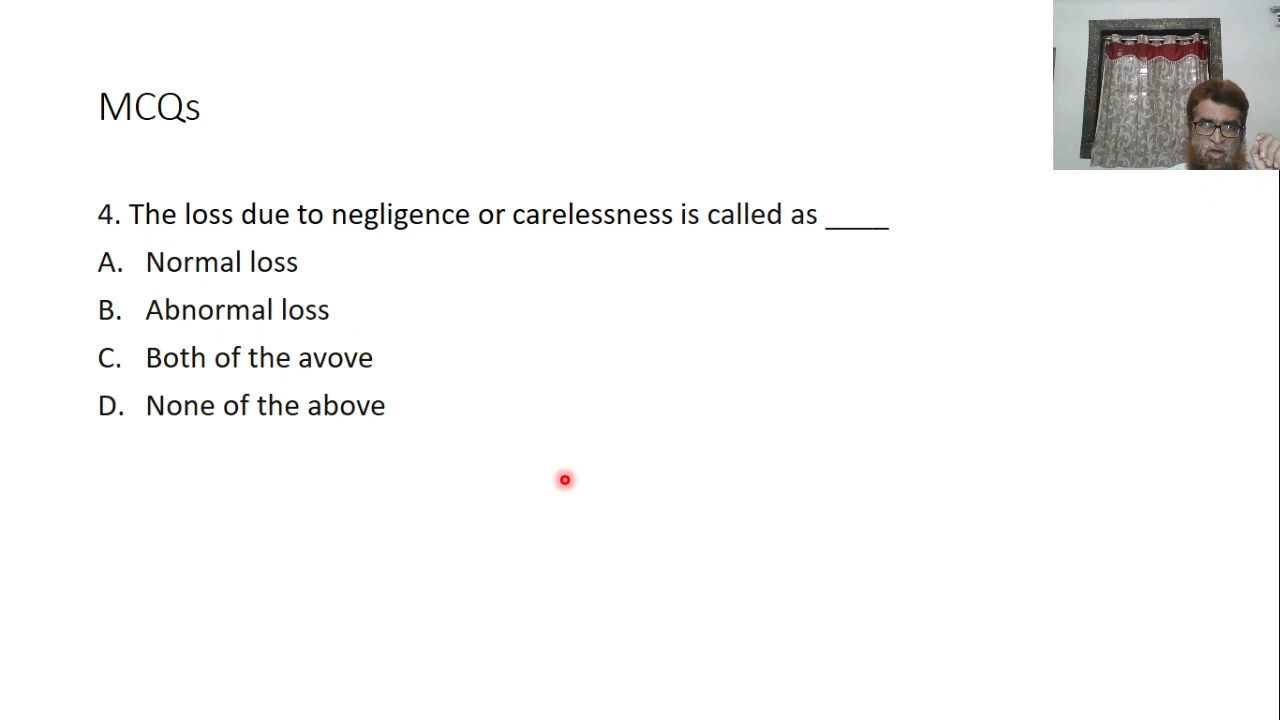 MCQs
4. The loss due to negligence or carelessness is called as ____
A. Normal loss
B. Abnormal loss
C. Both of the avove
D. None of the above